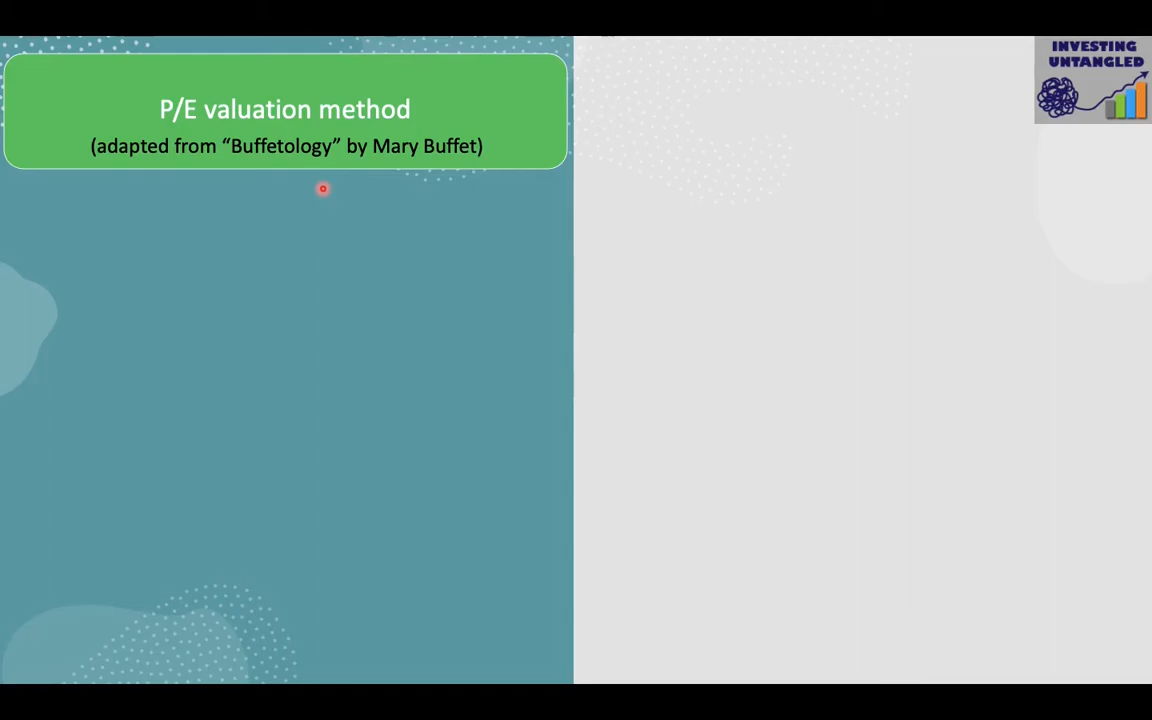 INVESTING
UNTANGLED
P/E valuation method
(adapted from “Buffetology” by Mary Buffet)